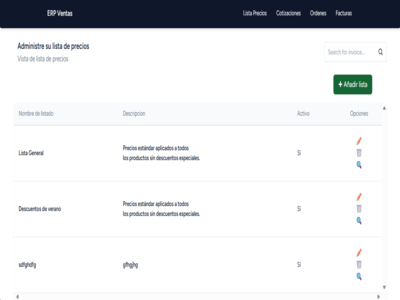 ERP Ventas
Lista Precios Cotizaciones Ordenes Facturas
Administre su lista de precios
Vista de lista de precios
Search for invoice...
+ Añadir lista
Nombre de listado Descripcion Activo Opciones
Lista General
Precios estándar aplicados a todos
los productos sin descuentos especiales.
Sí
Descuentos de verano
Precios estándar aplicados a todos
los productos sin descuentos especiales.
Sí
sdfghdfg gfhgjhg Sí